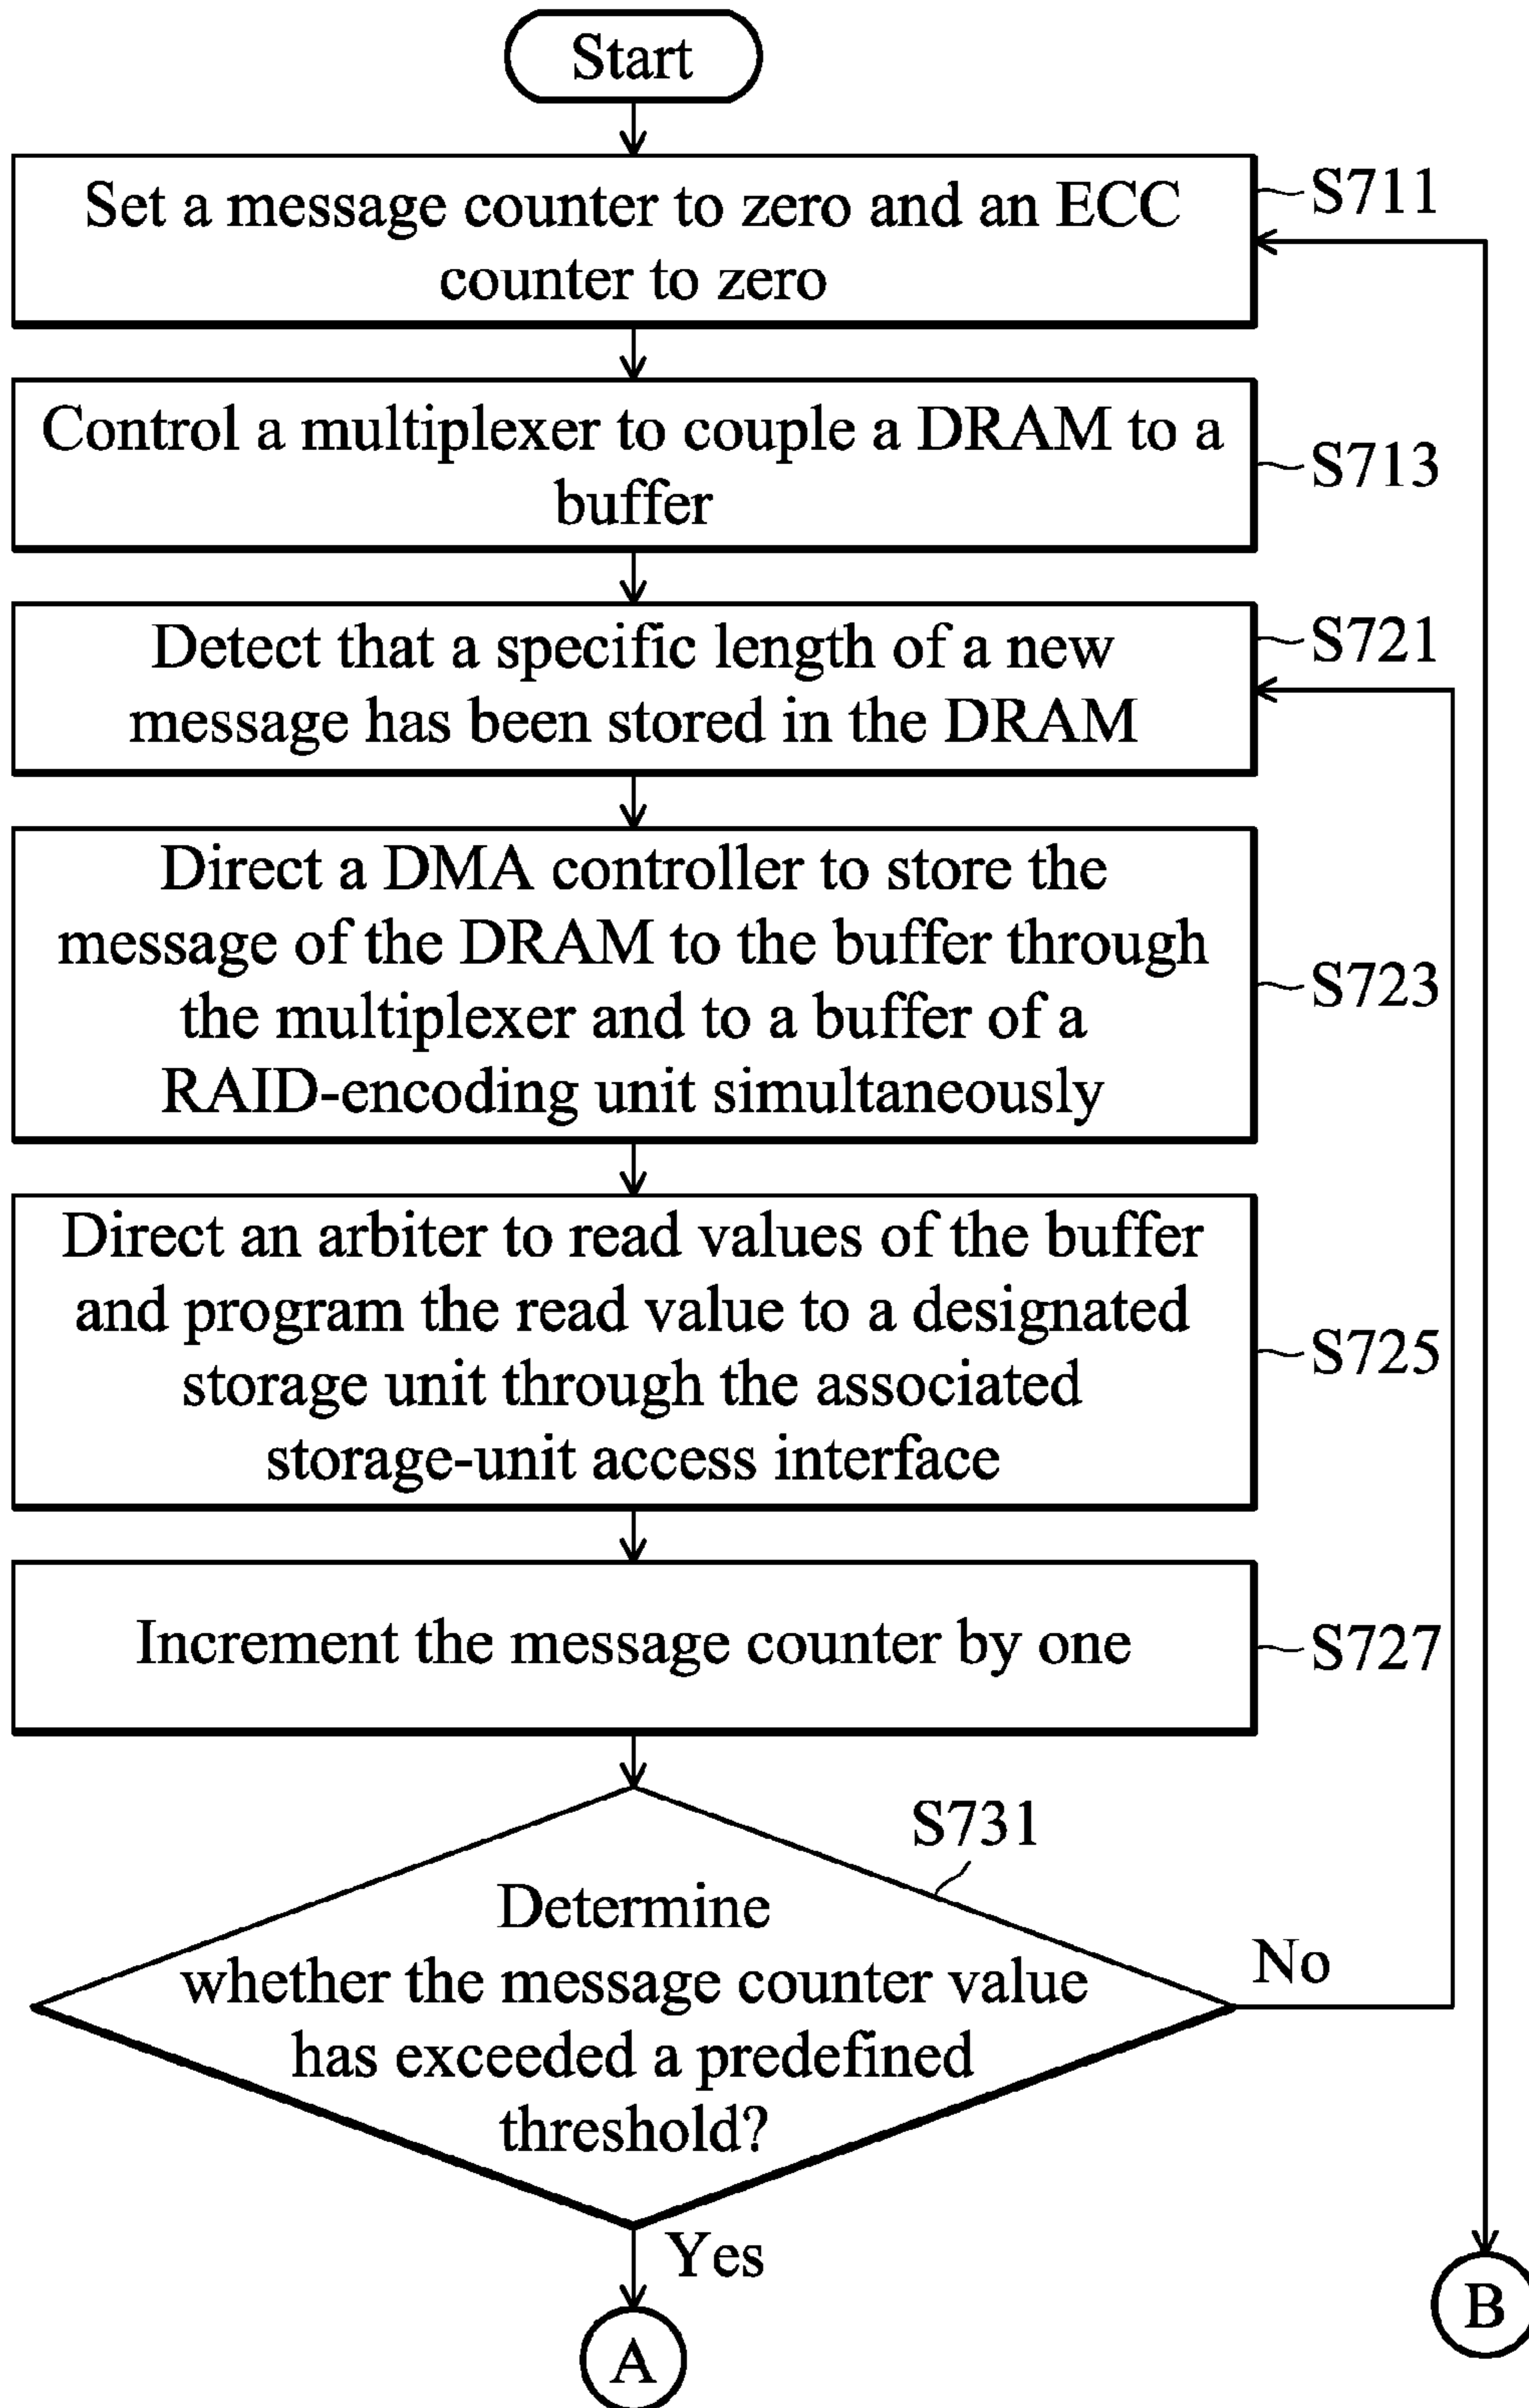 Start
Set a message counter to zero and an ECC
counter to zero
S711
Control a multiplexer to couple a DRAM to a
buffer
S713
Detect that a specific length of a new
message has been stored in the DRAM
S721
Direct a DMA controller to store the
message of the DRAM to the buffer through
the multiplexer and to a buffer of a
RAID-encoding unit simultaneously
S723
Direct an arbiter to read values of the buffer
and program the read value to a designated
storage unit through the associated
storage-unit access interface
S725
Increment the message counter by one
S727
S731
Determine
whether the message counter value
has exceeded a predefined
threshold?
No
Yes
A
B